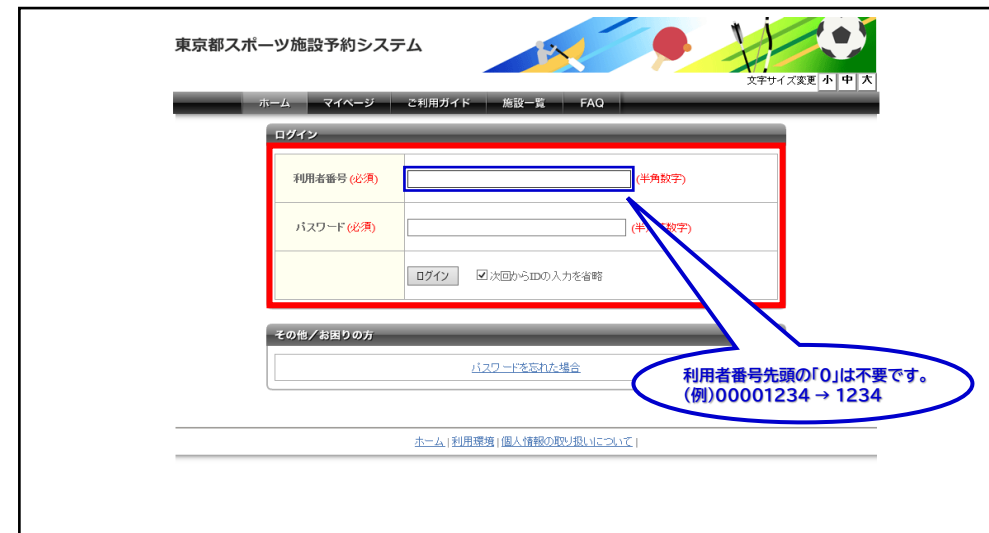 東京都スポーツ施設予約システム
文字サイズ変更 小 中 大
ホーム マイページ ご利用ガイド 施設一覧 FAQ
ログイン
利用者番号 (必須) (半角数字)
パスワード (必須) (半角英数字)
ログイン 次回からIDの入力を省略
その他/お困りの方
パスワードを忘れた場合
利用者番号先頭の「0」は不要です。
(例)00001234 → 1234
ホーム | 利用環境 | 個人情報の取り扱いについて |